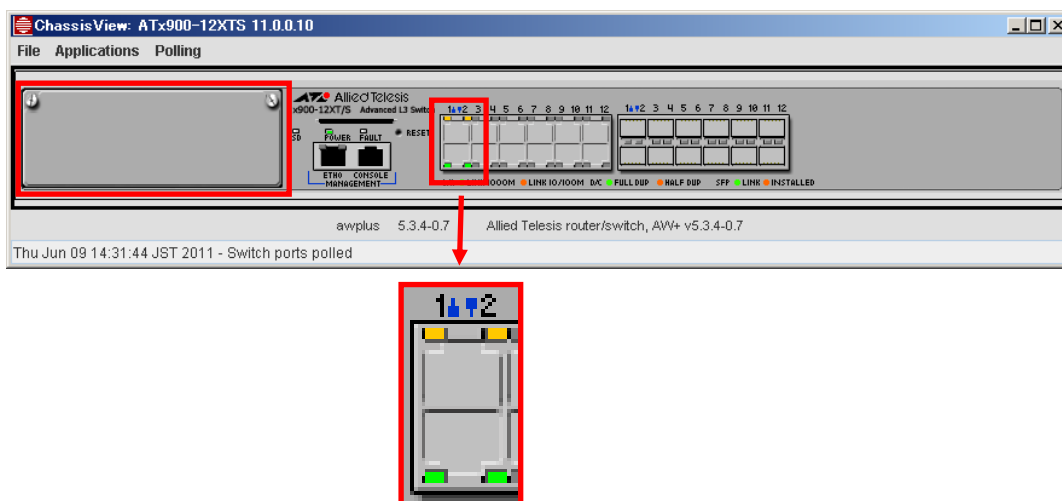 ChassisView: ATx900-12XTS 11.0.0.10
File Applications Polling
Allied Telesis
x900-12XT/S Advanced L3 Switch
1 2 3 4 5 6 7 8 9 10 11 12
1 2 3 4 5 6 7 8 9 10 11 12
SD POWER FAULT RESET
ETH0 CONSOLE
MANAGEMENT
1000M LINK 10/100M D/C FULL DUP HALF DUP SFP LINK INSTALLED
awplus 5.3.4-0.7 Allied Telesis router/switch, AW+ v5.3.4-0.7
Thu Jun 09 14:31:44 JST 2011 - Switch ports polled
1 2